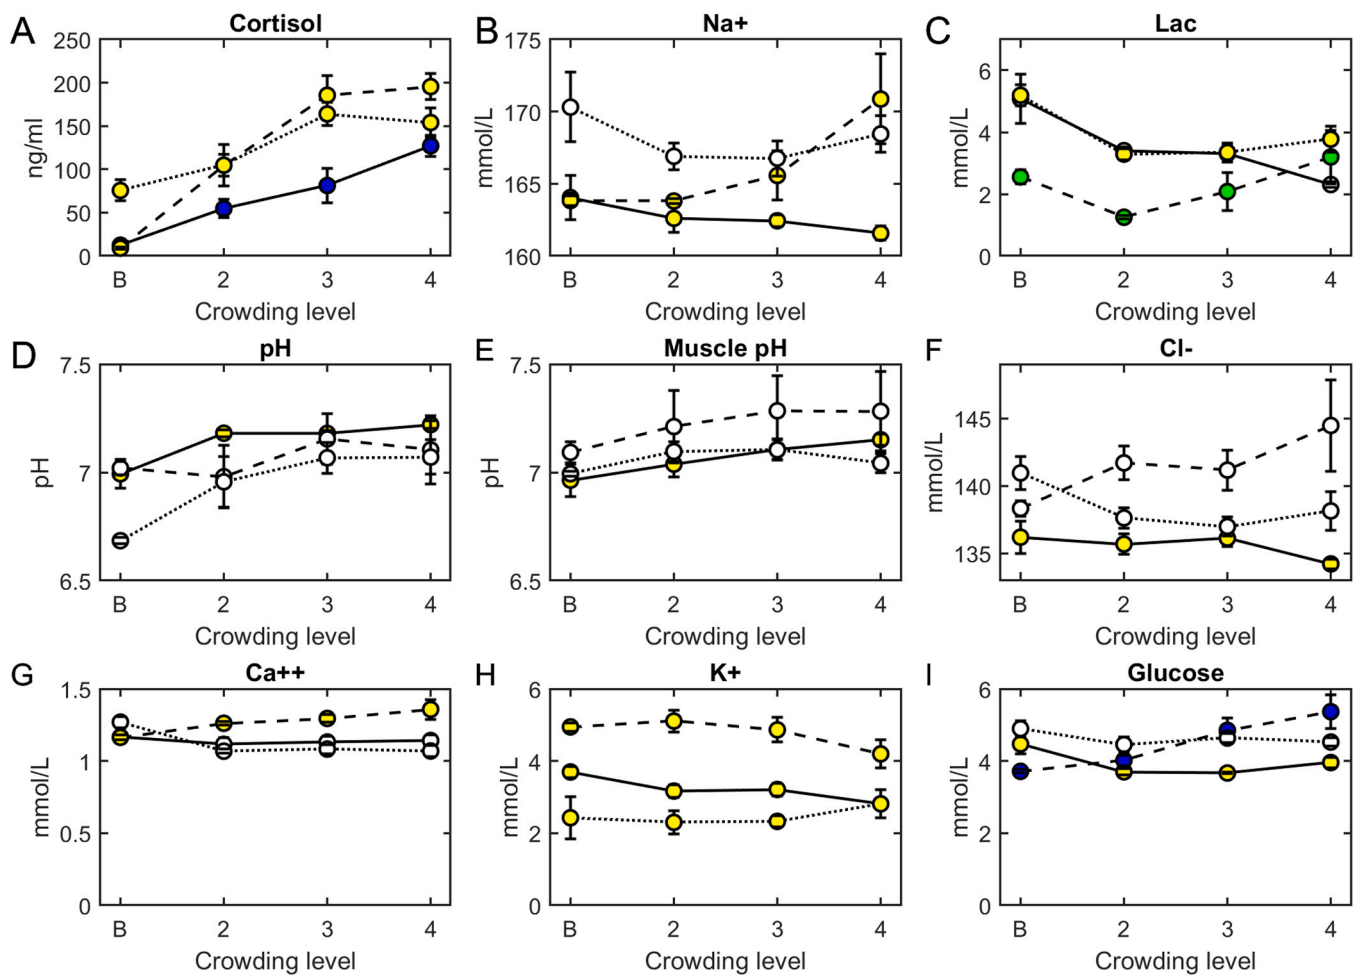 A Cortisol
250
200
150
100
50
0
ng/ml
B 2 3 4
Crowding level
B Na+
175
170
165
160
mmol/L
B 2 3 4
Crowding level
C Lac
6
4
2
0
mmol/L
B 2 3 4
Crowding level
D pH
7.5
7
6.5
pH
B 2 3 4
Crowding level
E Muscle pH
7.5
7
6.5
pH
B 2 3 4
Crowding level
F Cl-
145
140
135
mmol/L
B 2 3 4
Crowding level
G Ca++
1.5
1
0.5
0
mmol/L
B 2 3 4
Crowding level
H K+
6
4
2
0
mmol/L
B 2 3 4
Crowding level
I Glucose
6
4
2
0
mmol/L
B 2 3 4
Crowding level